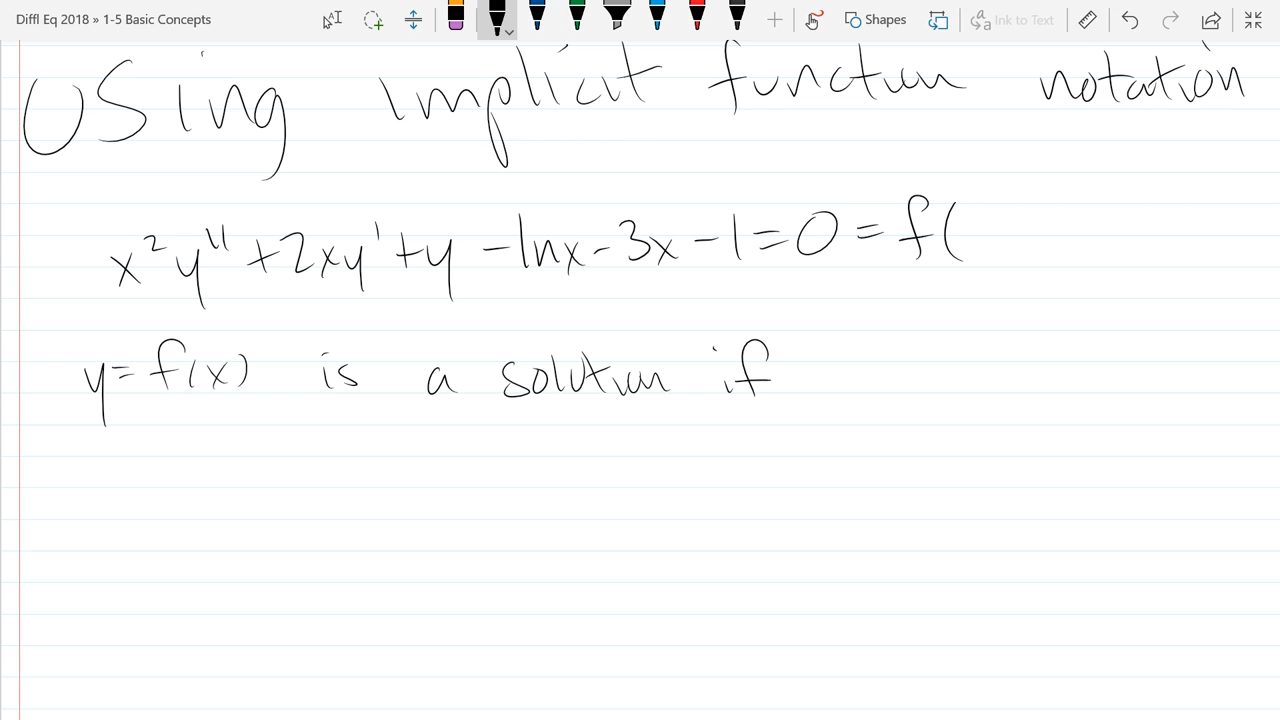 Diffl Eq 2018 » 1-5 Basic Concepts
Shapes
Ink to Text
Using implicit function notation
x²y'' + 2xy' + y - lnx - 3x - 1 = 0 = f(
y = f(x) is a solution if